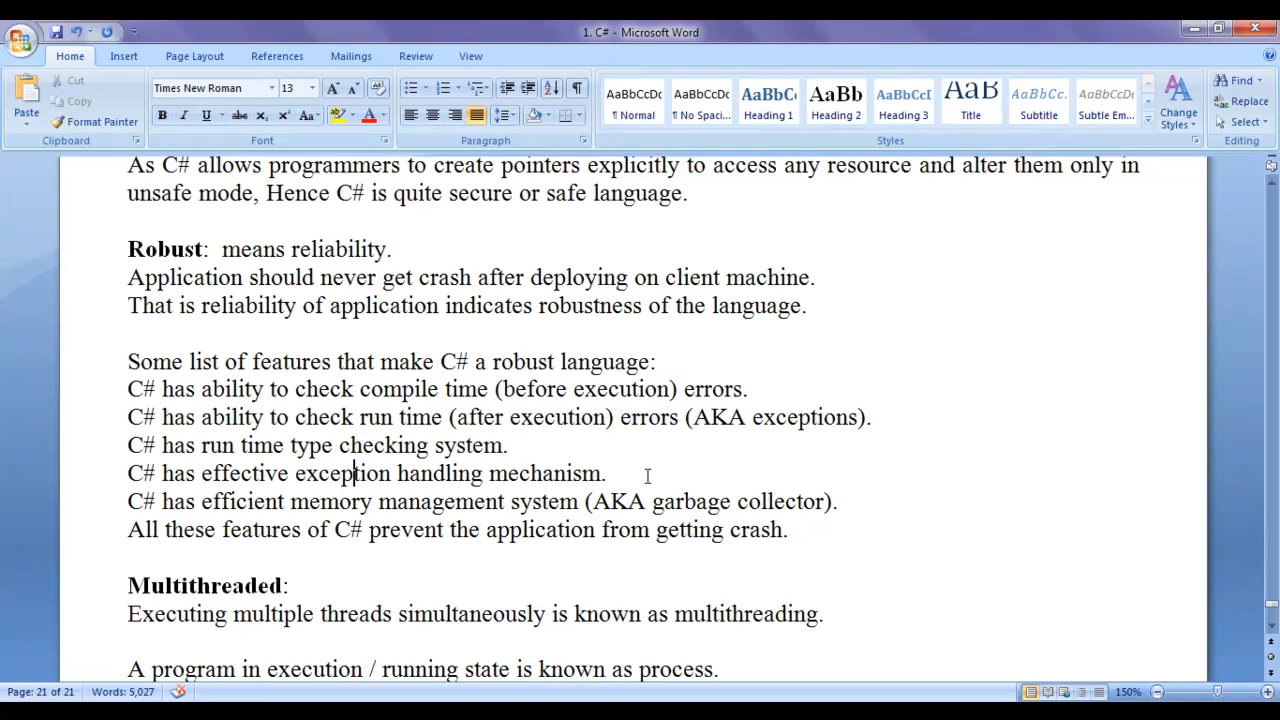 1. C# - Microsoft Word
Home Insert Page Layout References Mailings Review View
Paste
Cut
Copy
Format Painter
Clipboard
Times New Roman 13
Font
Paragraph
AaBbCcDc AaBbCcDc AaBbC AaBb AaBbCcI AaB AaBbCc. AaBbCcDc
¶ Normal ¶ No Spaci... Heading 1 Heading 2 Heading 3 Title Subtitle Subtle Em...
Change Styles
Styles
Find
Replace
Select
Editing
As C# allows programmers to create pointers explicitly to access any resource and alter them only in
unsafe mode, Hence C# is quite secure or safe language.
Robust: means reliability.
Application should never get crash after deploying on client machine.
That is reliability of application indicates robustness of the language.
Some list of features that make C# a robust language:
C# has ability to check compile time (before execution) errors.
C# has ability to check run time (after execution) errors (AKA exceptions).
C# has run time type checking system.
C# has effective exception handling mechanism.
C# has efficient memory management system (AKA garbage collector).
All these features of C# prevent the application from getting crash.
Multithreaded:
Executing multiple threads simultaneously is known as multithreading.
A program in execution / running state is known as process.
Page: 21 of 21 Words: 5,027 150%